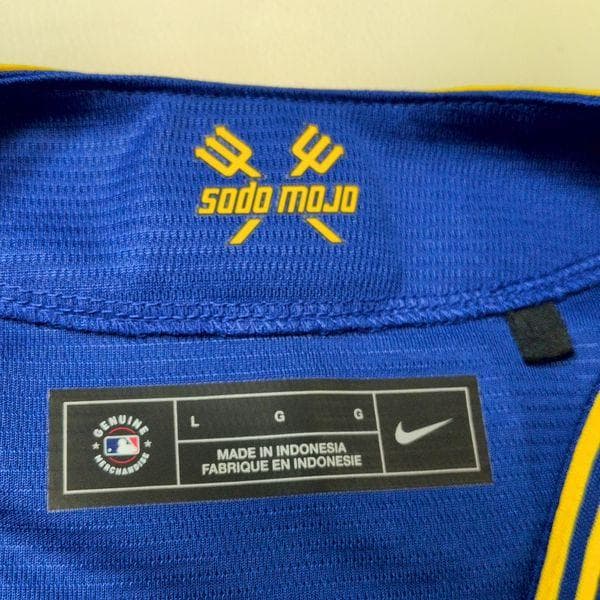 sodo mojo
GENUINE
MERCHANDISE
L G G
MADE IN INDONESIA
FABRIQUE EN INDONESIE